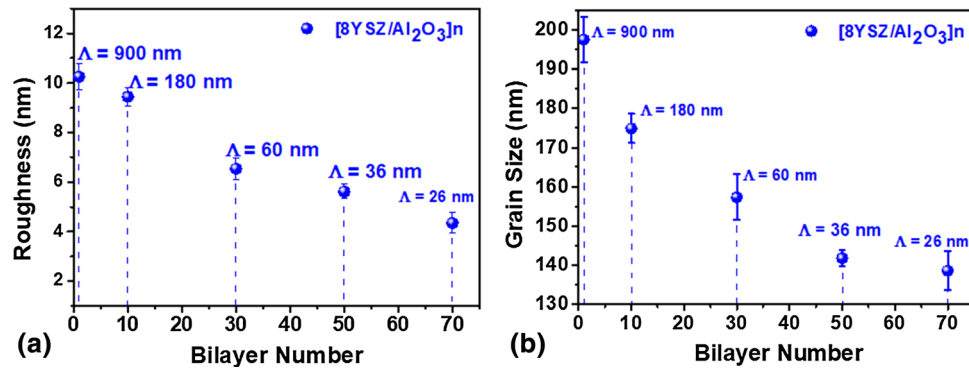 [8YSZ/Al₂O₃]n
Λ = 900 nm
Λ = 180 nm
Λ = 60 nm
Λ = 36 nm
Λ = 26 nm
12
10
8
6
4
2
Roughness (nm)
0 10 20 30 40 50 60 70
Bilayer Number
(a)
[8YSZ/Al₂O₃]n
Λ = 900 nm
Λ = 180 nm
Λ = 60 nm
Λ = 36 nm
Λ = 26 nm
200
190
180
170
160
150
140
130
Grain Size (nm)
0 10 20 30 40 50 60 70
Bilayer Number
(b)